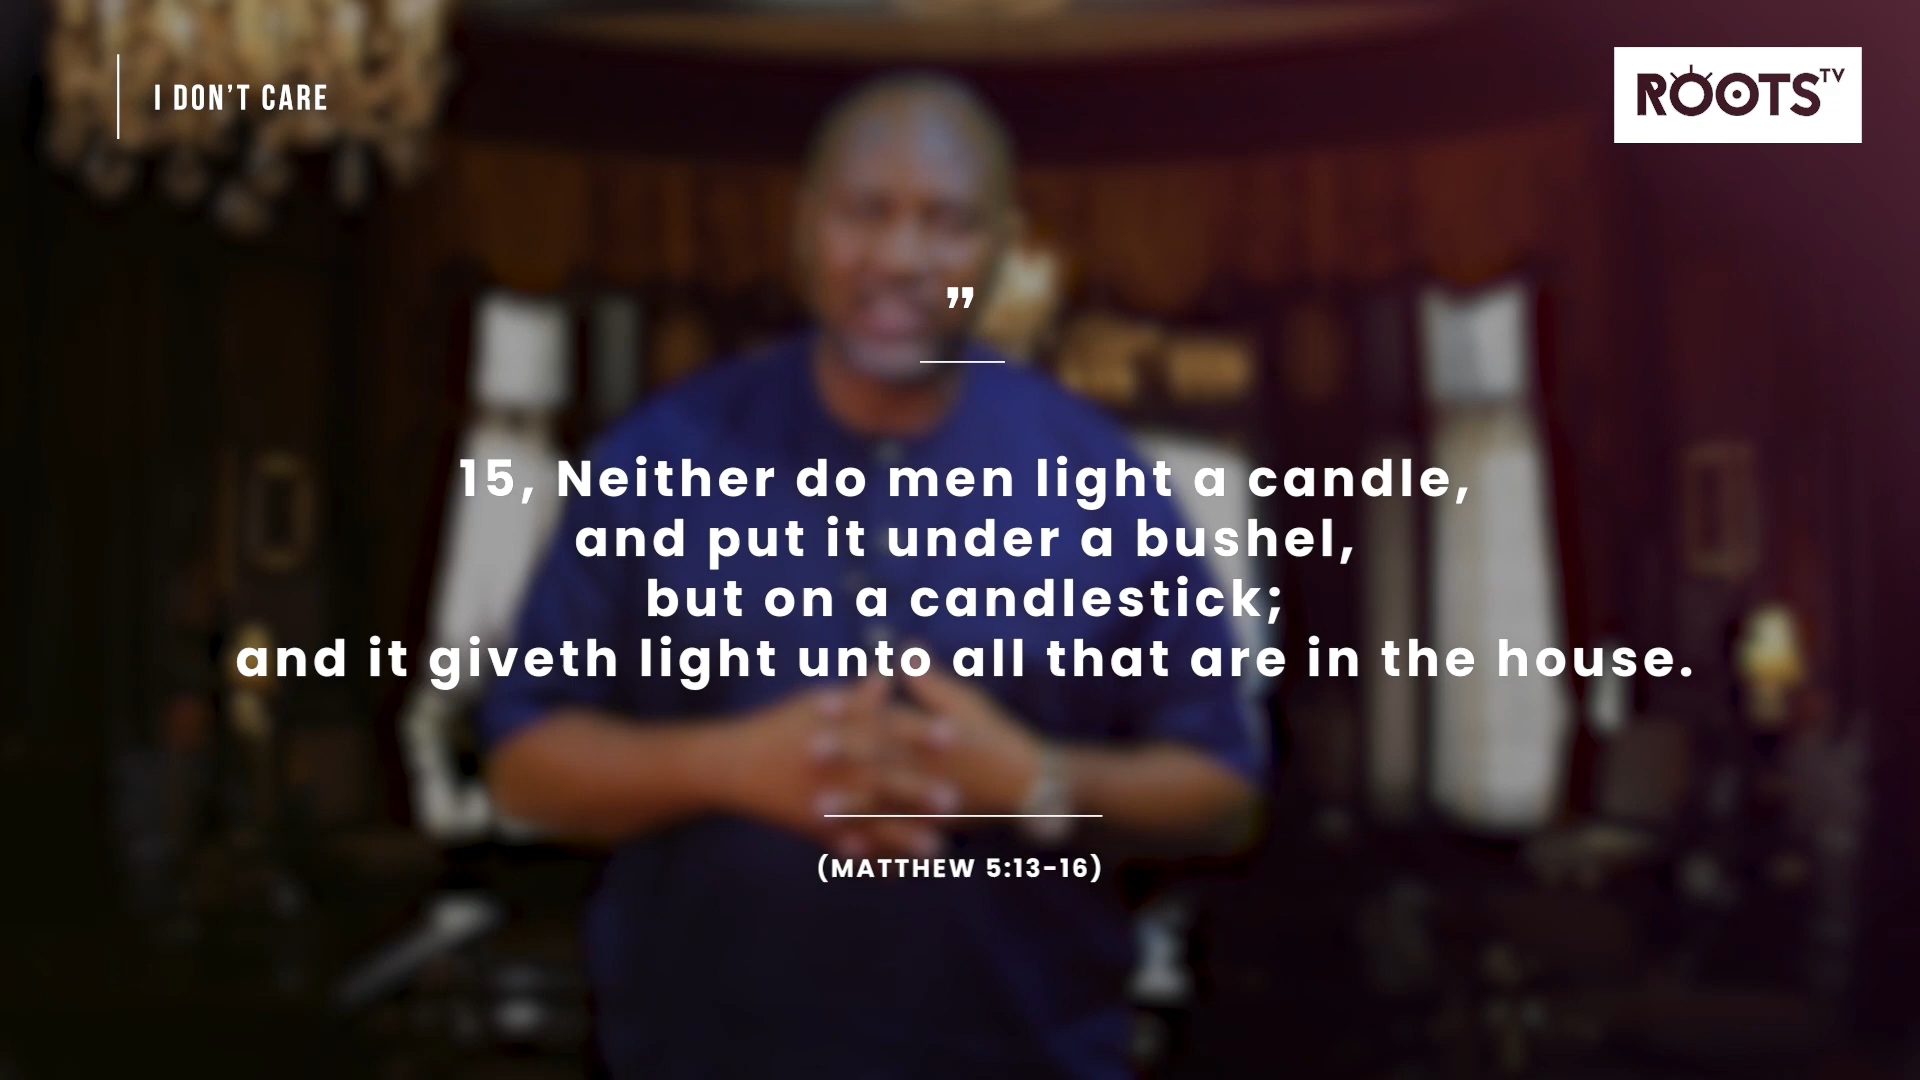 I DON'T CARE
ROOTS TV
”
15, Neither do men light a candle,
and put it under a bushel,
but on a candlestick;
and it giveth light unto all that are in the house.
(MATTHEW 5:13-16)